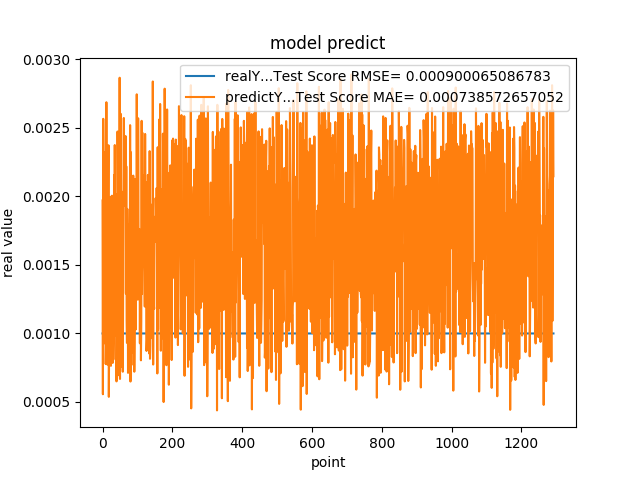 model predict
realY...Test Score RMSE= 0.000900065086783
predictY...Test Score MAE= 0.000738572657052
real value
0.0030
0.0025
0.0020
0.0015
0.0010
0.0005
0 200 400 600 800 1000 1200
point